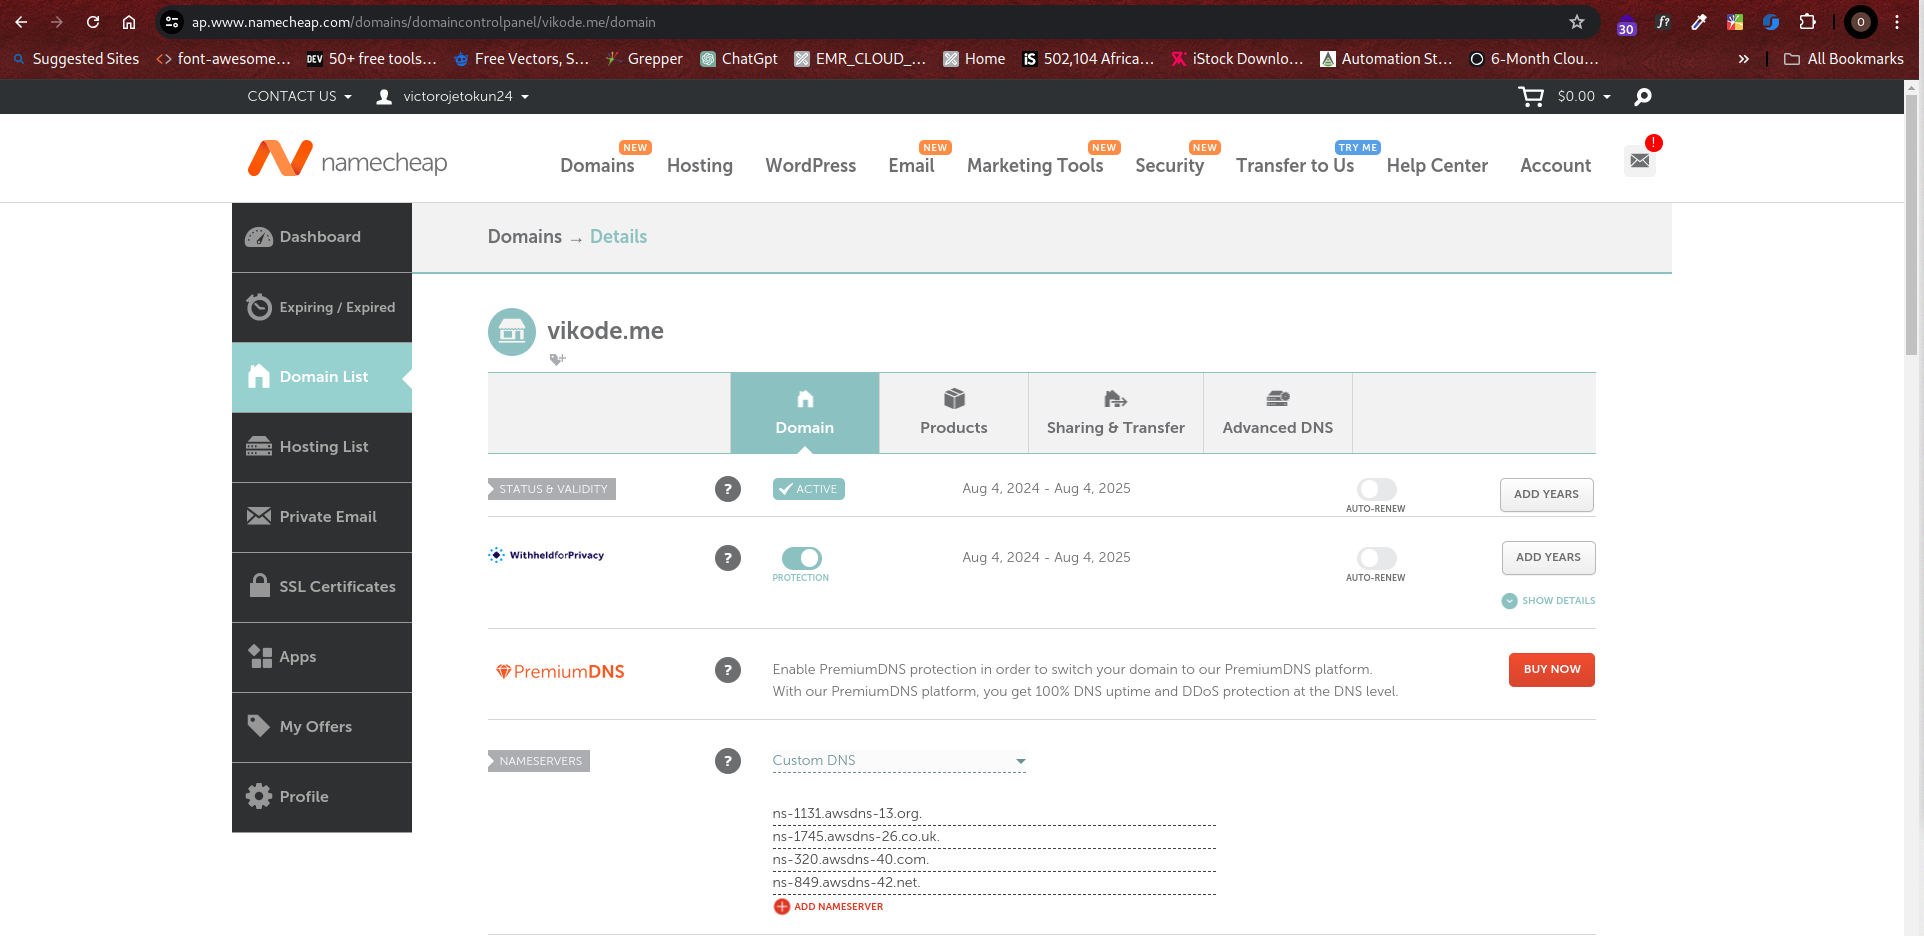 ap.www.namecheap.com/domains/domaincontrolpanel/vikode.me/domain
30
f?
O
Suggested Sites
font-awesome...
DEV 50+ free tools...
Free Vectors, S...
Grepper
ChatGpt
EMR_CLOUD_...
Home
iS 502,104 Africa...
iStock Downlo...
Automation St...
6-Month Clou...
»
All Bookmarks
CONTACT US
victorojetokun24
$0.00
namecheap
Domains NEW
Hosting
WordPress
Email NEW
Marketing Tools NEW
Security NEW
Transfer to Us TRY ME
Help Center
Account
!
Dashboard
Expiring / Expired
Domain List
Hosting List
Private Email
SSL Certificates
Apps
My Offers
Profile
Domains → Details
vikode.me
Domain
Products
Sharing & Transfer
Advanced DNS
STATUS & VALIDITY ? ACTIVE Aug 4, 2024 - Aug 4, 2025 AUTO-RENEW ADD YEARS
WithheldforPrivacy ? PROTECTION Aug 4, 2024 - Aug 4, 2025 AUTO-RENEW ADD YEARS
SHOW DETAILS
PremiumDNS ? Enable PremiumDNS protection in order to switch your domain to our PremiumDNS platform. BUY NOW
With our PremiumDNS platform, you get 100% DNS uptime and DDoS protection at the DNS level.
NAMESERVERS ? Custom DNS
ns-1131.awsdns-13.org.
ns-1745.awsdns-26.co.uk.
ns-320.awsdns-40.com.
ns-849.awsdns-42.net.
ADD NAMESERVER